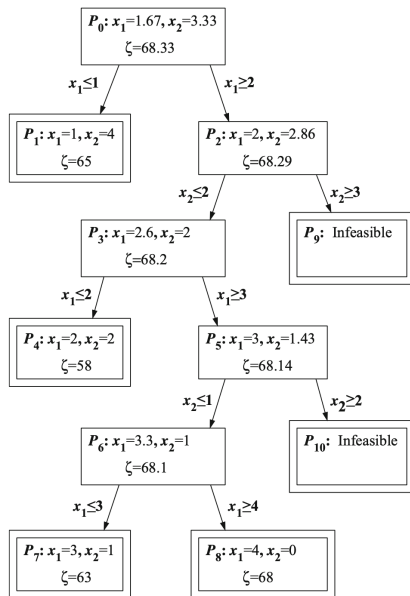 P₀: x₁=1.67, x₂=3.33
ζ=68.33
x₁≤1
x₁≥2
P₁: x₁=1, x₂=4
ζ=65
P₂: x₁=2, x₂=2.86
ζ=68.29
x₂≤2
x₂≥3
P₃: x₁=2.6, x₂=2
ζ=68.2
P₉: Infeasible
x₁≤2
x₁≥3
P₄: x₁=2, x₂=2
ζ=58
P₅: x₁=3, x₂=1.43
ζ=68.14
x₂≤1
x₂≥2
P₆: x₁=3.3, x₂=1
ζ=68.1
P₁₀: Infeasible
x₁≤3
x₁≥4
P₇: x₁=3, x₂=1
ζ=63
P₈: x₁=4, x₂=0
ζ=68